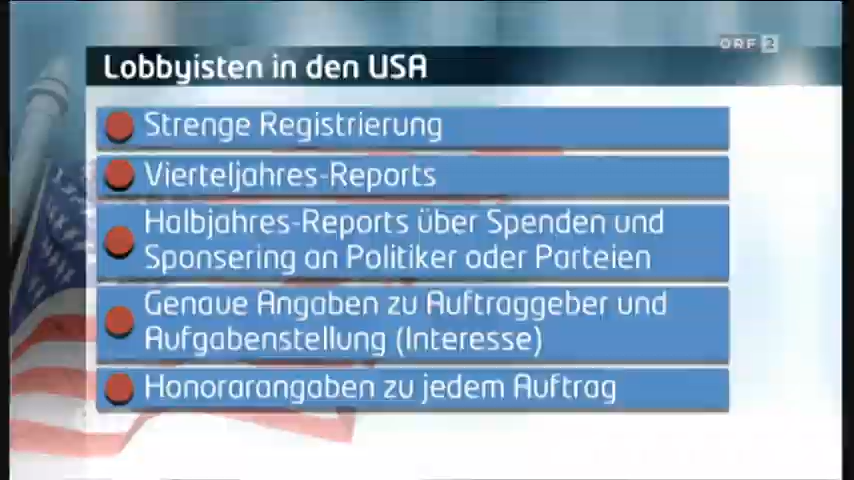 ORF 2
Lobbyisten in den USA
Strenge Registrierung
Vierteljahres-Reports
Halbjahres-Reports über Spenden und
Sponsering an Politiker oder Parteien
Genaue Angaben zu Auftraggeber und
Aufgabenstellung (Interesse)
Honorarangaben zu jedem Auftrag